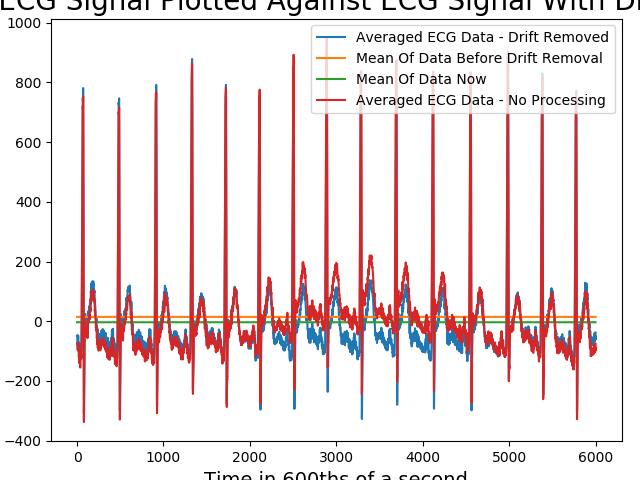 ECG Signal Plotted Against ECG Signal With
1000
800
600
400
200
0
−200
−400
Averaged ECG Data - Drift Removed
Mean Of Data Before Drift Removal
Mean Of Data Now
Averaged ECG Data - No Processing
0 1000 2000 3000 4000 5000 6000
Time in 600ths of a second